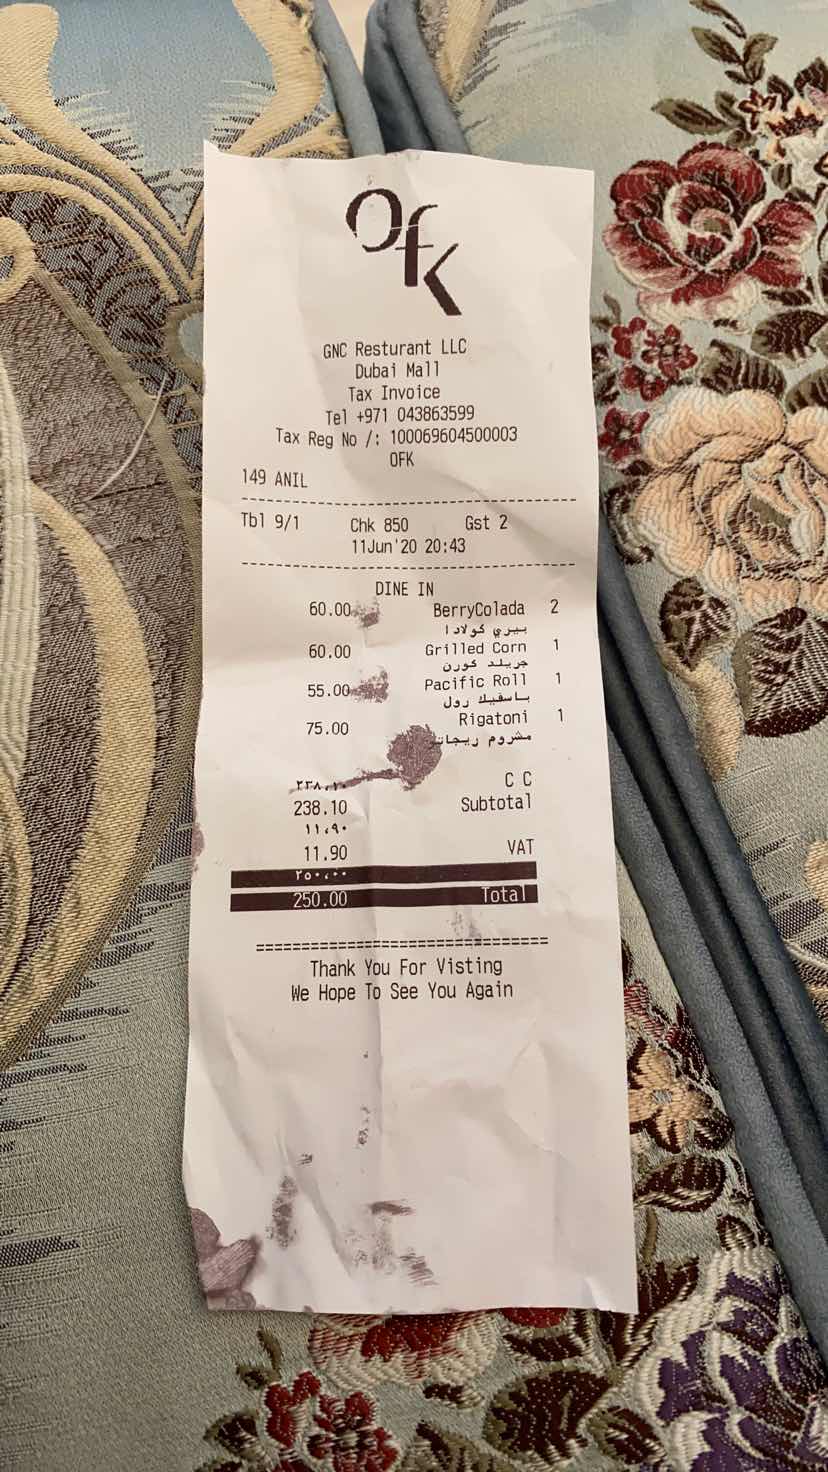 OFK
GNC Resturant LLC
Dubai Mall
Tax Invoice
Tel +971 043863599
Tax Reg No /: 100069604500003
OFK
149 ANIL
Tbl 9/1 Chk 850 Gst 2
11Jun'20 20:43
DINE IN
60.00 BerryColada 2
بيري كولادا
60.00 Grilled Corn 1
جريلد كورن
55.00 Pacific Roll 1
باسفيك رول
75.00 Rigatoni 1
مشروم ريجات
٢٣٨،١٠ C C
238.10 Subtotal
١١،٩٠
11.90 VAT
٢٥٠،٠٠
250.00 Total
Thank You For Visting
We Hope To See You Again